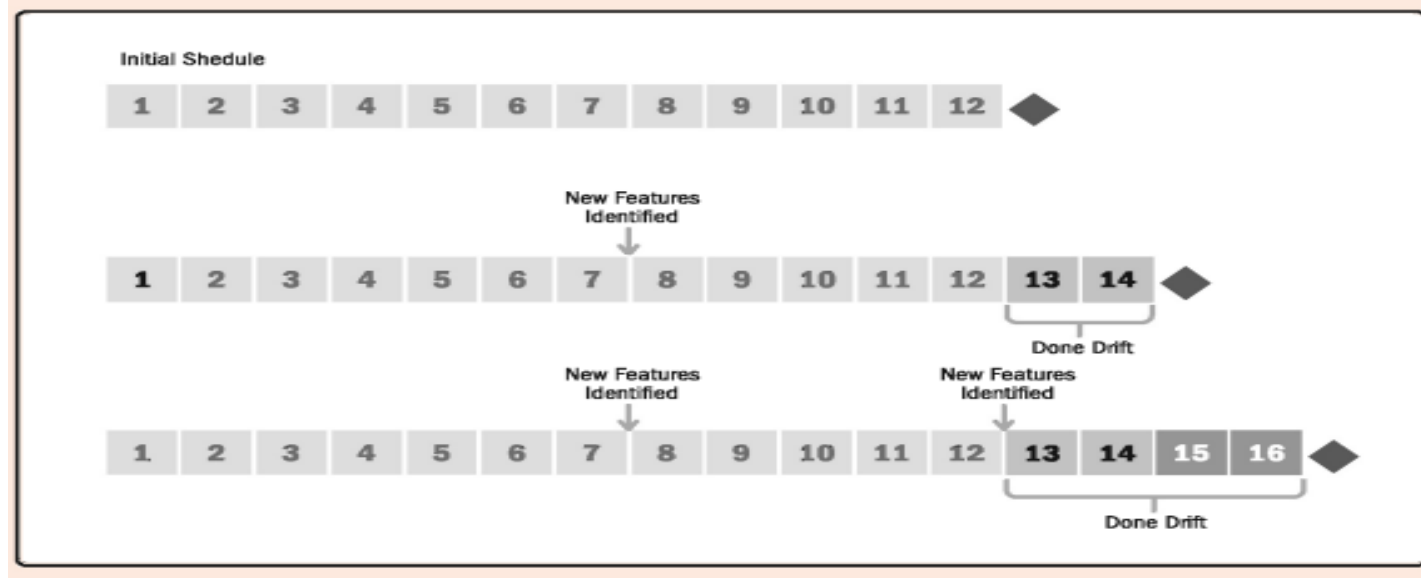 Initial Shedule
1 2 3 4 5 6 7 8 9 10 11 12
New Features
Identified
1 2 3 4 5 6 7 8 9 10 11 12 13 14
Done Drift
New Features
Identified
New Features
Identified
1 2 3 4 5 6 7 8 9 10 11 12 13 14 15 16
Done Drift